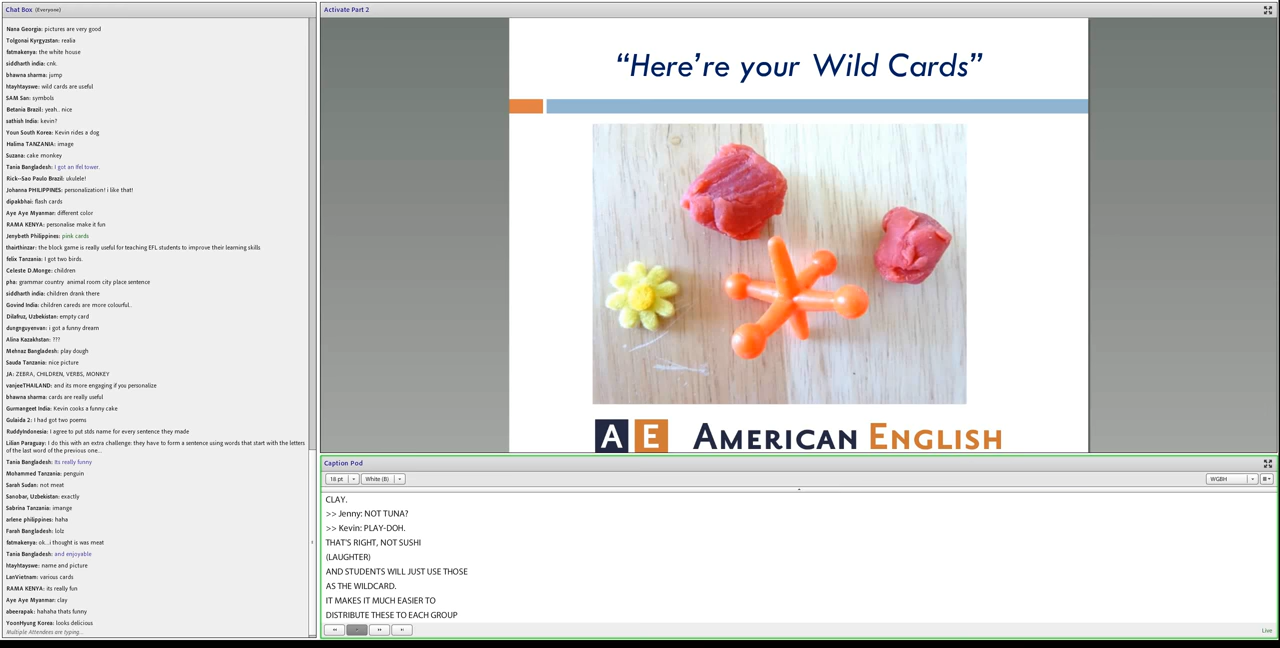 Chat Box (Everyone)
Nana Georgia: pictures are very good
Tolgonai Kyrgyzstan: realia
fatmakenya: the white house
siddharth india: cnk.
bhawna sharma: jump
htayhtayswe: wild cards are useful
SAM San: symbols
Betania Brazil: yeah.. nice
sathish India: kevin?
Youn South Korea: Kevin rides a dog
Halima TANZANIA: image
Suzana: cake monkey
Tania Bangladesh: I got an Ifel tower.
Rick--Sao Paulo Brazil: ukulele!
Johanna PHILIPPINES: personalization! i like that!
dipakbhai: flash cards
Aye Aye Myanmar: different color
RAMA KENYA: personalise make it fun
Jenybeth Philippines: pink cards
thairthinzar: the block game is really useful for teaching EFL students to improve their learning skills
felix Tanzania: I got two birds.
Celeste D.Monge: children
pha: grammar country  animal room city place sentence
siddharth india: children drank there
Govind India: children careds are more colourful..
Dilafruz, Uzbekistan: empty card
dungnguyenvan: i got a funny dream
Alina Kazakhstan: ???
Mehnaz Bangladesh: play dough
Sauda Tanzania: nice picture
JA: ZEBRA, CHILDREN, VERBS, MONKEY
vanjeeTHAILAND: and its more engaging if you personalize
bhawna sharma: cards are really useful
Gurmangeet India: Kevin cooks a funny cake
Gulaida 2: I had got two poems
RuddyIndonesia: I agree to put stds name for every sentence they made
Lilian Paraguay: I do this with an extra challenge: they have to form a sentence using words that start with the leters
of the last word of the previous one...
Tania Bangladesh: Its really funny
Mohammed Tanzania: penguin
Sarah Sudan: not meat
Sanobar, Uzbekistan: exactly
Sabrina Tanzania: imange
arlene philippines: haha
Farah Bangladesh: lolz
fatmakenya: ok...i thought is was meat
Tania Bangladesh: and enjoyable
htayhtayswe: name and picture
LanVietnam: various cards
RAMA KENYA: its really fun
Aye Aye Myanmar: clay
abeerapak: hahaha thats funny
YoonHyung Korea: looks delicious
Multiple Attendees are typing...
Activate Part 2
“Here’re your Wild Cards”
A E AMERICAN ENGLISH
Caption Pod
18 pt White (B) WGBH
CLAY.
>> Jenny: NOT TUNA?
>> Kevin: PLAY-DOH.
THAT'S RIGHT, NOT SUSHI
(LAUGHTER)
AND STUDENTS WILL JUST USE THOSE
AS THE WILDCARD.
IT MAKES IT MUCH EASIER TO
DISTRIBUTE THESE TO EACH GROUP
Live